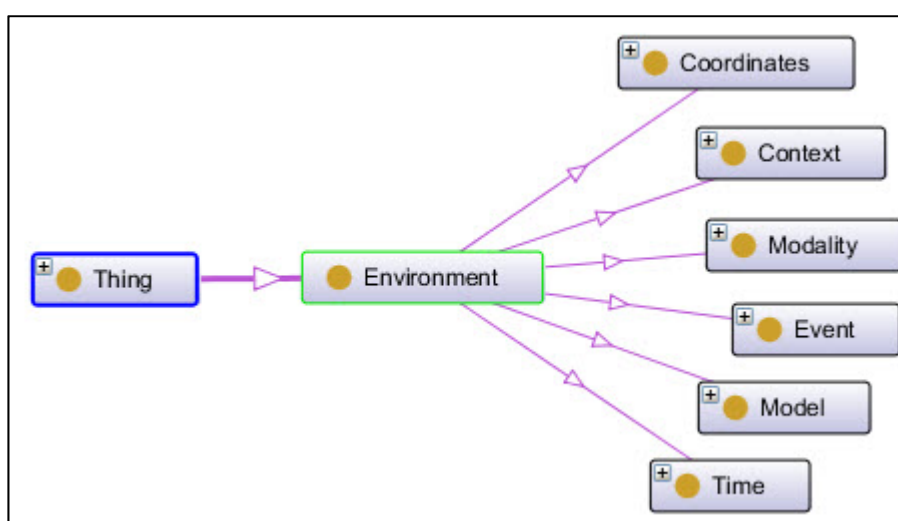 Coordinates
Context
Modality
Thing
Environment
Event
Model
Time